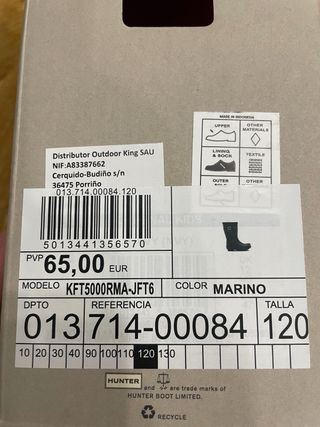 MADE IN INDONESIA
UPPER
OTHER MATERIALS
LINING & SOCK
TEXTILE
OUTER SOLE
Distributor Outdoor King SAU
NIF:A83387662
Cerquido-Budiño s/n
36475 Porriño
013.714.00084.120
5013441356570
PVP 65,00 EUR
MODELO KFT5000RMA-JFT6 COLOR MARINO
DPTO REFERENCIA TALLA
013 714-00084 120
10 20 30 40 90 100 110 120 130
HUNTER and are trade marks of
HUNTER BOOT LIMITED.
RECYCLE